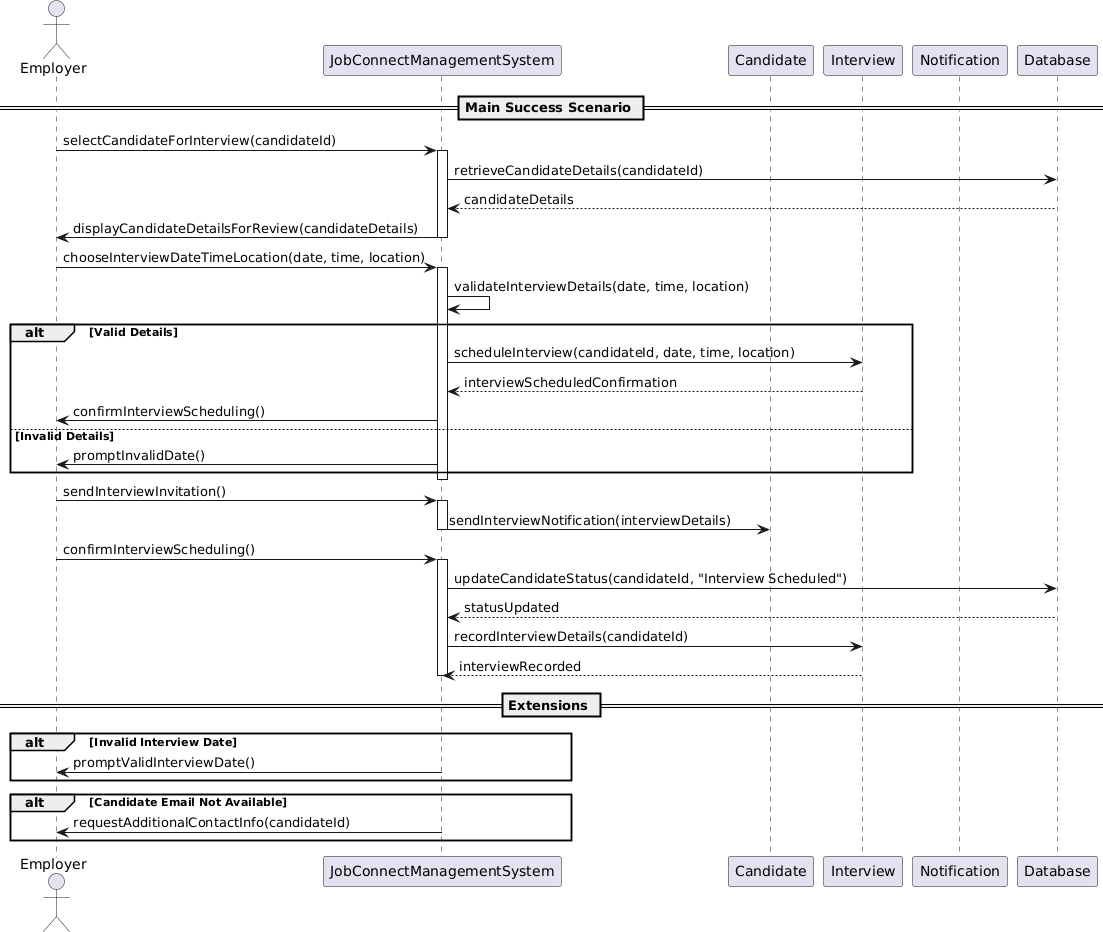 Employer
JobConnectManagementSystem
Candidate
Interview
Notification
Database
Main Success Scenario
selectCandidateForInterview(candidateId)
retrieveCandidateDetails(candidateId)
candidateDetails
displayCandidateDetailsForReview(candidateDetails)
chooseInterviewDateTimeLocation(date, time, location)
validateInterviewDetails(date, time, location)
alt [Valid Details]
scheduleInterview(candidateId, date, time, location)
interviewScheduledConfirmation
confirmInterviewScheduling()
[Invalid Details]
promptInvalidDate()
sendInterviewInvitation()
sendInterviewNotification(interviewDetails)
confirmInterviewScheduling()
updateCandidateStatus(candidateId, "Interview Scheduled")
statusUpdated
recordInterviewDetails(candidateId)
interviewRecorded
Extensions
alt [Invalid Interview Date]
promptValidInterviewDate()
alt [Candidate Email Not Available]
requestAdditionalContactInfo(candidateId)
Employer
JobConnectManagementSystem
Candidate
Interview
Notification
Database